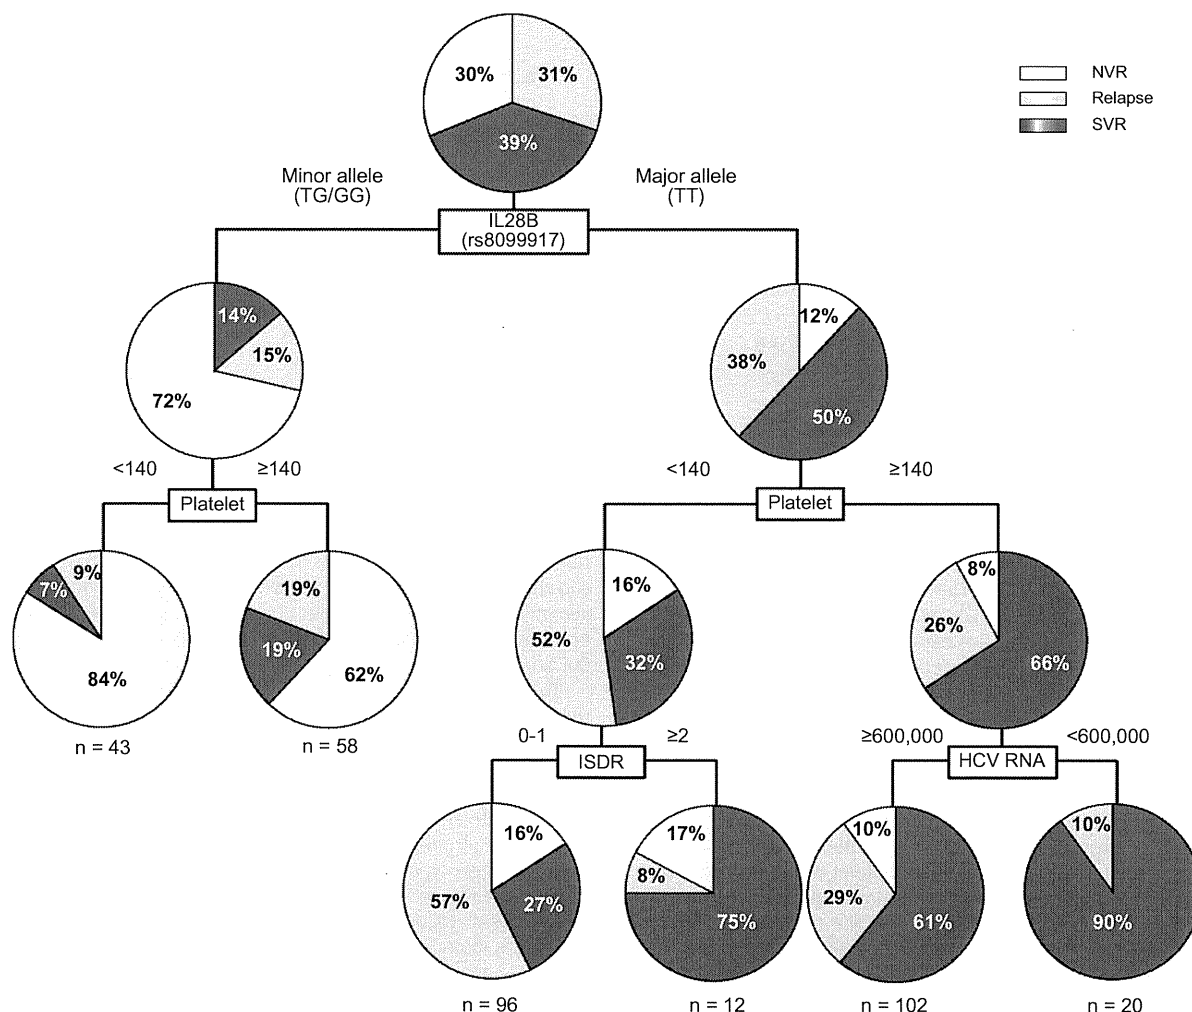 30%
31%
39%
NVR
Relapse
SVR
Minor allele
(TG/GG)
Major allele
(TT)
IL28B
(rs8099917)
14%
15%
72%
12%
38%
50%
<140
≥140
Platelet
<140
≥140
Platelet
9%
7%
84%
n = 43
19%
19%
62%
n = 58
16%
52%
32%
8%
26%
66%
0-1
≥2
ISDR
≥600,000
<600,000
HCV RNA
16%
57%
27%
n = 96
17%
8%
75%
n = 12
10%
29%
61%
n = 102
10%
90%
n = 20